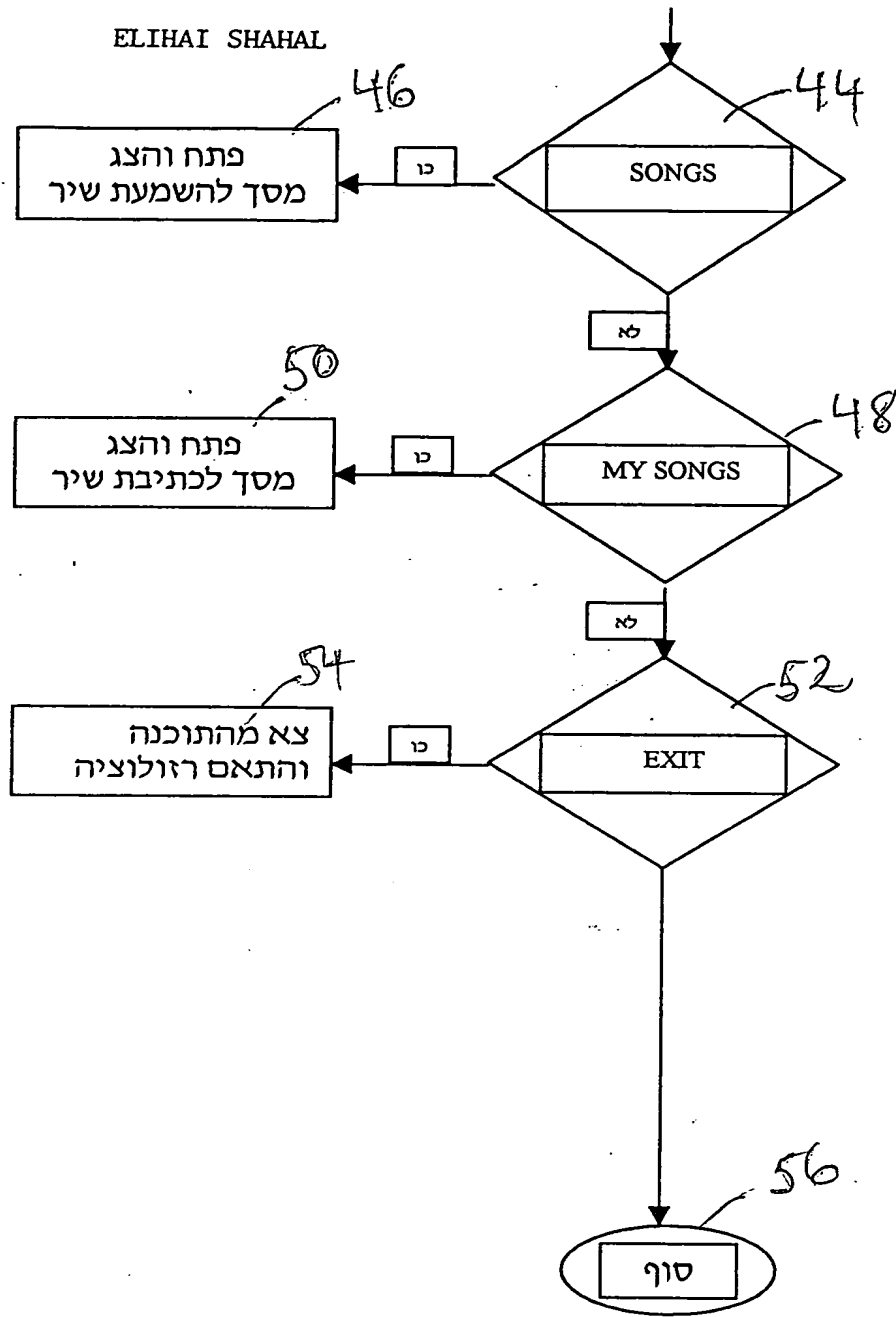 ELIHAI SHAHAL
44
SONGS
46
כן
פתח והצג
מסך להשמעת שיר
לא
48
MY SONGS
50
כן
פתח והצג
מסך לכתיבת שיר
לא
52
EXIT
54
כן
צא מהתוכנה
והתאם רזולוציה
56
סוף